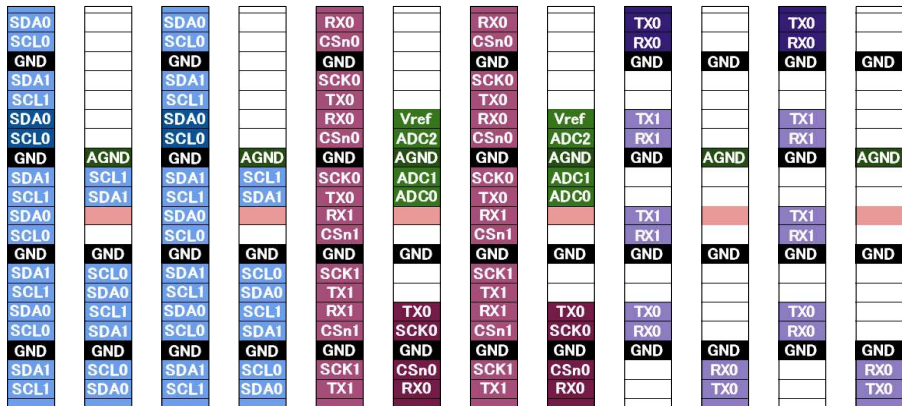 SDA0 SDA0 RX0 RX0 TX0 TX0
SCL0 SCL0 CSn0 CSn0 RX0 RX0
GND GND GND GND GND GND GND GND
SDA1 SDA1 SCK0 SCK0
SCL1 SCL1 TX0 TX0
SDA0 SDA0 RX0 Vref RX0 Vref TX1 TX1
SCL0 SCL0 CSn0 ADC2 CSn0 ADC2 RX1 RX1
GND AGND GND AGND GND AGND GND AGND GND AGND GND AGND
SDA1 SCL1 SDA1 SCL1 SCK0 ADC1 SCK0 ADC1
SCL1 SDA1 SCL1 SDA1 TX0 ADC0 TX0 ADC0
SDA0 SDA0 RX1 RX1 TX1 TX1
SCL0 SCL0 CSn1 CSn1 RX1 RX1
GND GND GND GND GND GND GND GND GND GND GND GND
SDA1 SCL0 SDA1 SCL0 SCK1 SCK1
SCL1 SDA0 SCL1 SDA0 TX1 TX1
SDA0 SCL1 SDA0 SCL1 RX1 TX0 RX1 TX0 TX0 TX0
SCL0 SDA1 SCL0 SDA1 CSn1 SCK0 CSn1 SCK0 RX0 RX0
GND GND GND GND GND GND GND GND GND GND GND GND
SDA1 SCL0 SDA1 SCL0 SCK1 CSn0 SCK1 CSn0 RX0 RX0
SCL1 SDA0 SCL1 SDA0 TX1 RX0 TX1 RX0 TX0 TX0